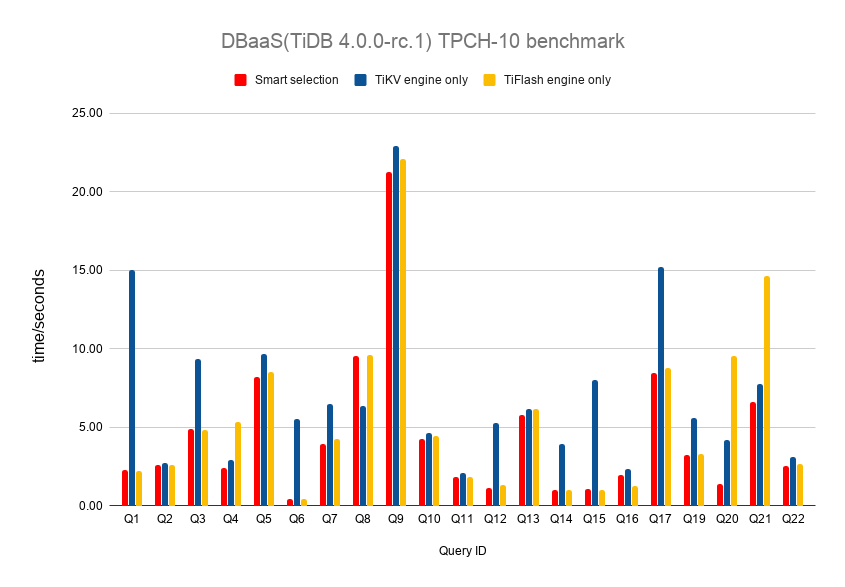 DBaaS(TiDB 4.0.0-rc.1) TPCH-10 benchmark
Smart selection TiKV engine only TiFlash engine only
25.00
20.00
15.00
10.00
5.00
0.00
time/seconds
Q1 Q2 Q3 Q4 Q5 Q6 Q7 Q8 Q9 Q10 Q11 Q12 Q13 Q14 Q15 Q16 Q17 Q19 Q20 Q21 Q22
Query ID